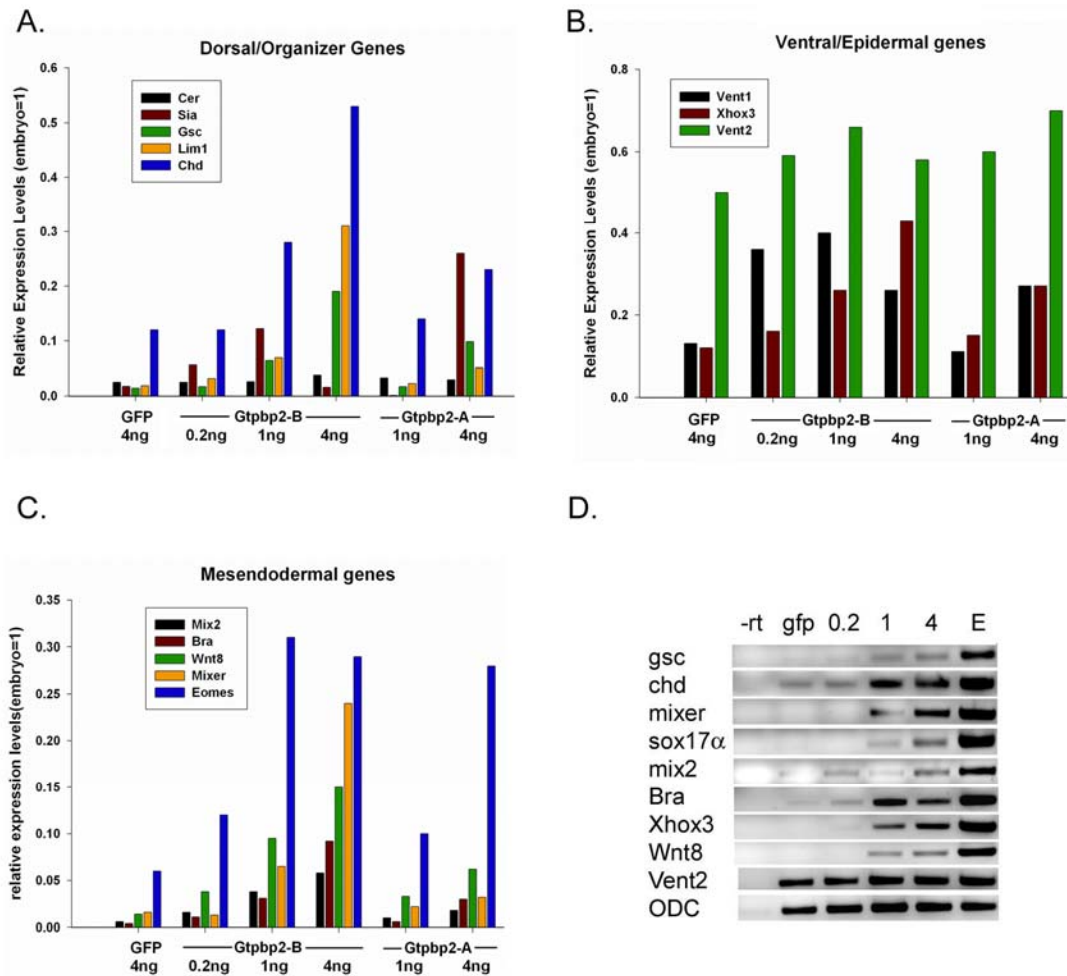 A.
Dorsal/Organizer Genes
Relative Expression Levels (embryo=1)
0.6
0.5
0.4
0.3
0.2
0.1
0.0
Cer
Sia
Gsc
Lim1
Chd
GFP
4ng
Gtpbp2-B
0.2ng 1ng 4ng
Gtpbp2-A
1ng 4ng
B.
Ventral/Epidermal genes
Relative Expression Levels (embryo=1)
0.8
0.6
0.4
0.2
0.0
Vent1
Xhox3
Vent2
GFP
4ng
Gtpbp2-B
0.2ng 1ng 4ng
Gtpbp2-A
1ng 4ng
C.
Mesendodermal genes
relative expression levels(embryo=1)
0.35
0.30
0.25
0.20
0.15
0.10
0.05
0.00
Mix2
Bra
Wnt8
Mixer
Eomes
GFP
4ng
Gtpbp2-B
0.2ng 1ng 4ng
Gtpbp2-A
1ng 4ng
D.
-rt gfp 0.2 1 4 E
gsc
chd
mixer
sox17α
mix2
Bra
Xhox3
Wnt8
Vent2
ODC